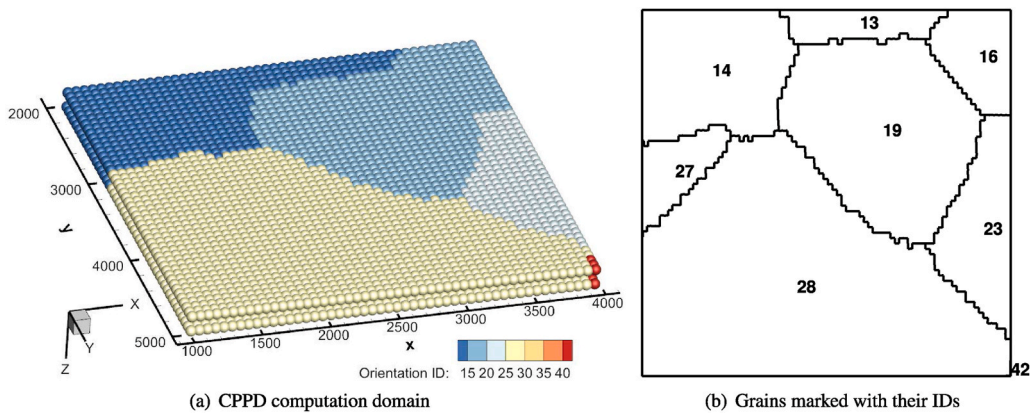 2000
3000
4000
5000
y
X
Y
Z
1000
1500
2000
2500
3000
3500
4000
x
Orientation ID: 15 20 25 30 35 40
(a) CPPD computation domain
13
14
16
19
27
23
28
42
(b) Grains marked with their IDs